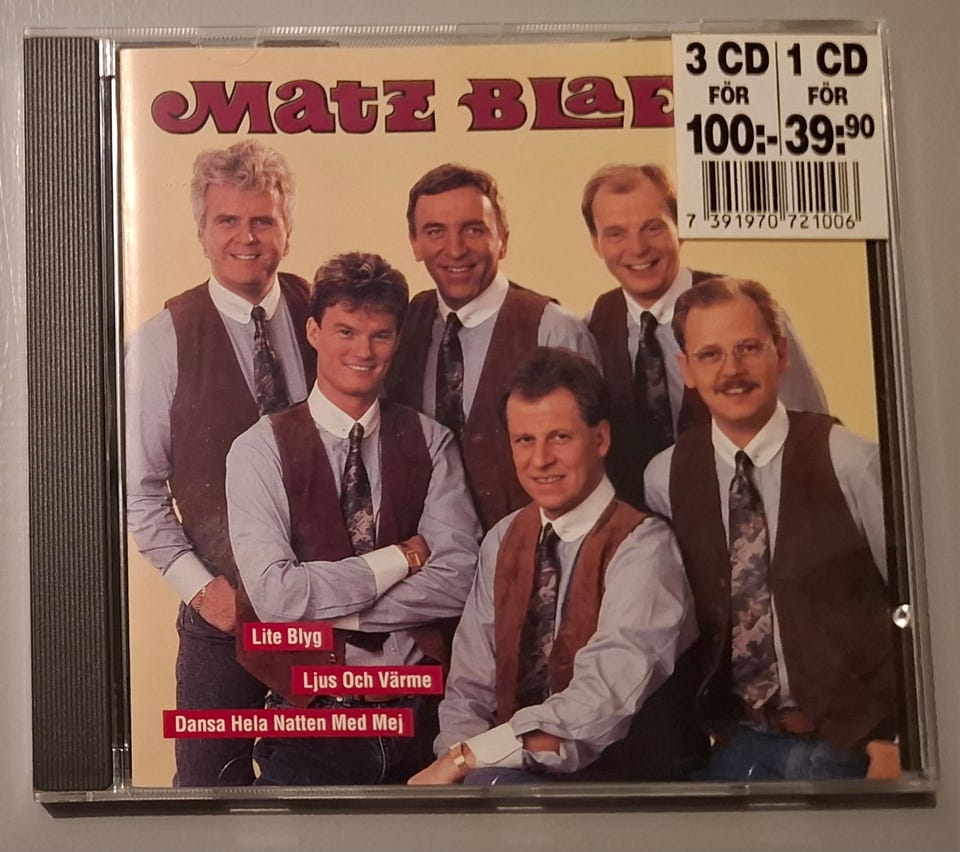 Matz Blad
3 CD FÖR 100:-
1 CD FÖR 39:90
7 391970 721006
Lite Blyg
Ljus Och Värme
Dansa Hela Natten Med Mej